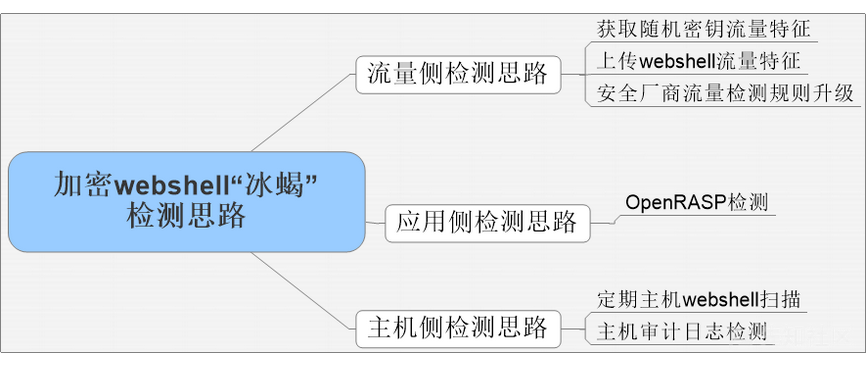 加密webshell“冰蝎”
检测思路
流量侧检测思路
获取随机密钥流量特征
上传webshell流量特征
安全厂商流量检测规则升级
应用侧检测思路
OpenRASP检测
主机侧检测思路
定期主机webshell扫描
主机审计日志检测